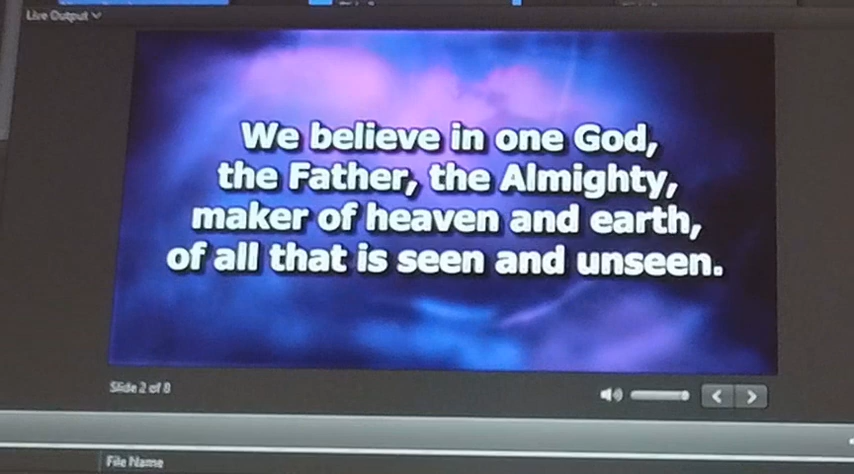 Live Output
We believe in one God,
the Father, the Almighty,
maker of heaven and earth,
of all that is seen and unseen.
Slide 2 of 8
File Name